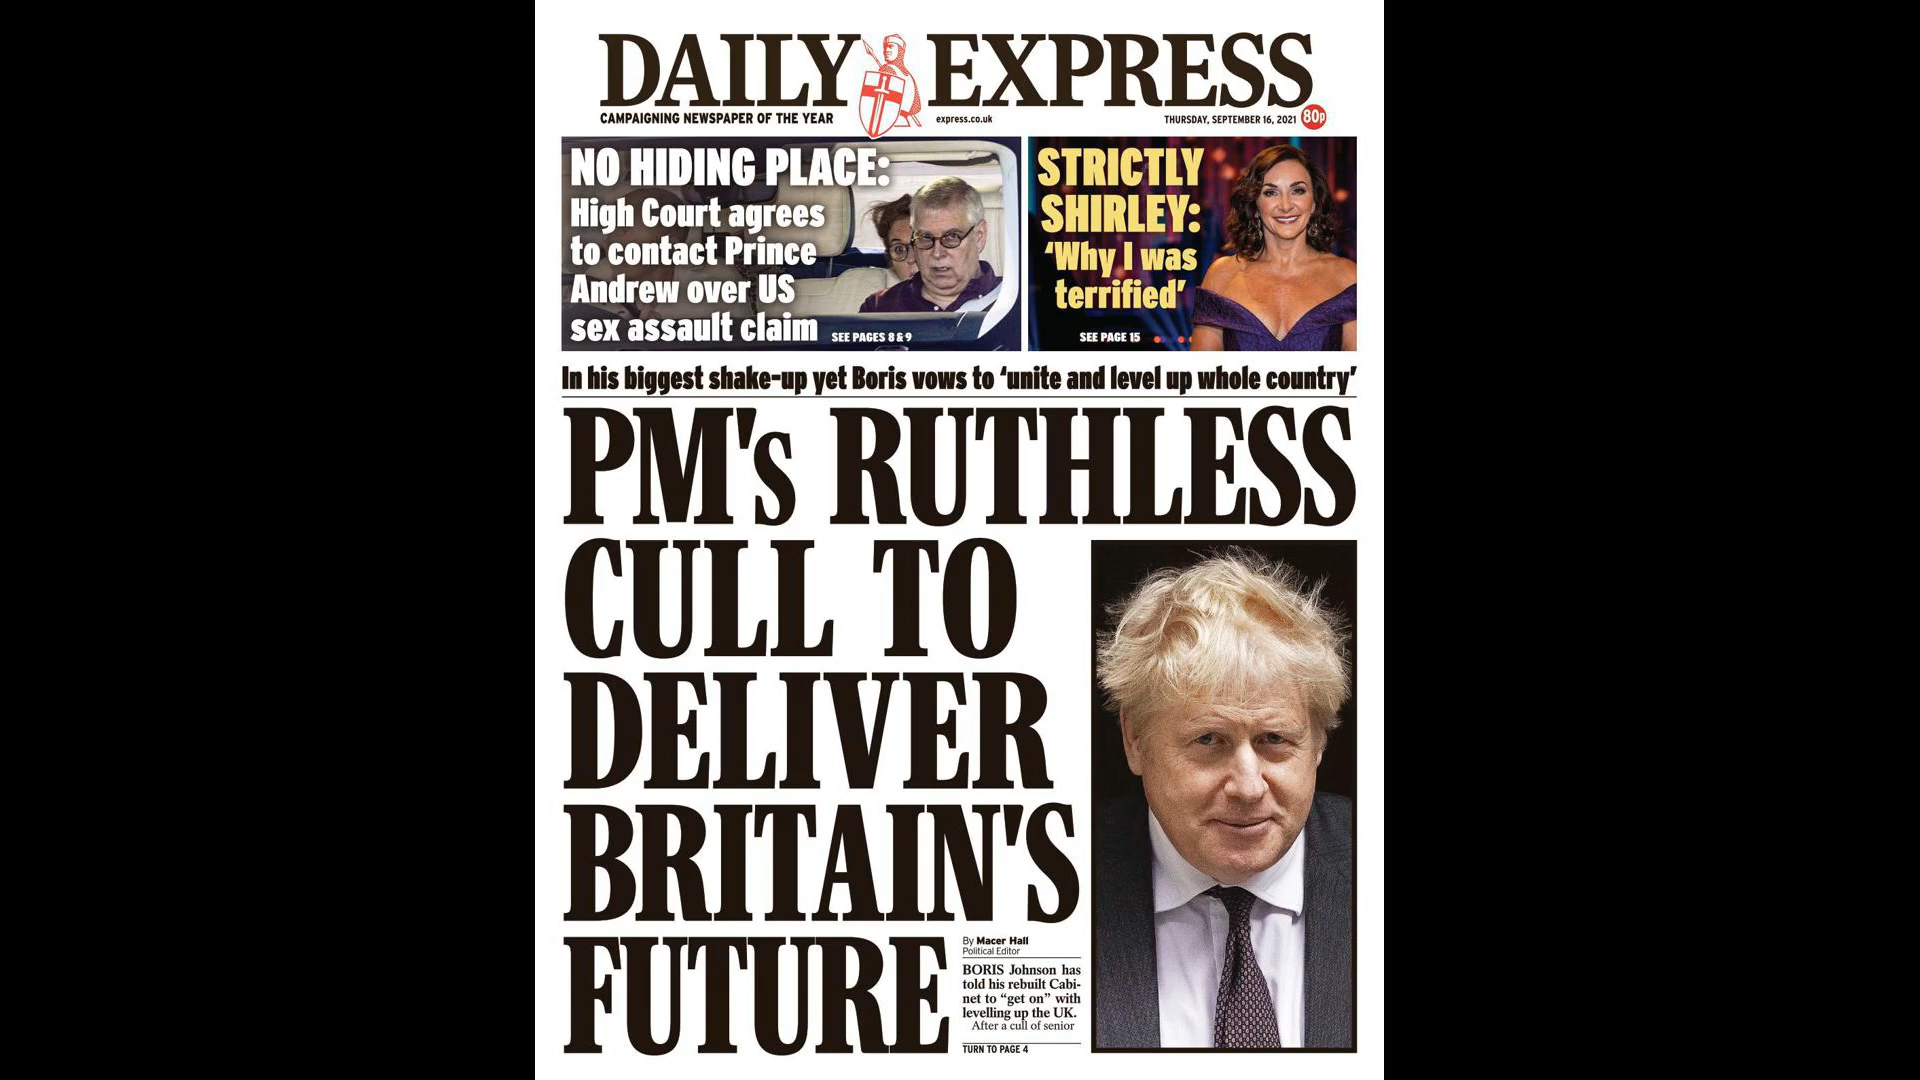 DAILY EXPRESS
CAMPAIGNING NEWSPAPER OF THE YEAR
express.co.uk
THURSDAY, SEPTEMBER 16, 2021
80p
NO HIDING PLACE:
High Court agrees
to contact Prince
Andrew over US
sex assault claim
SEE PAGES 8 & 9
STRICTLY
SHIRLEY:
‘Why I was
terrified’
SEE PAGE 15
In his biggest shake-up yet Boris vows to ‘unite and level up whole country’
PM's RUTHLESS
CULL TO
DELIVER
BRITAIN'S
FUTURE
By Macer Hall
Political Editor
BORIS Johnson has
told his rebuilt Cabi-
net to “get on” with
levelling up the UK.
After a cull of senior
TURN TO PAGE 4